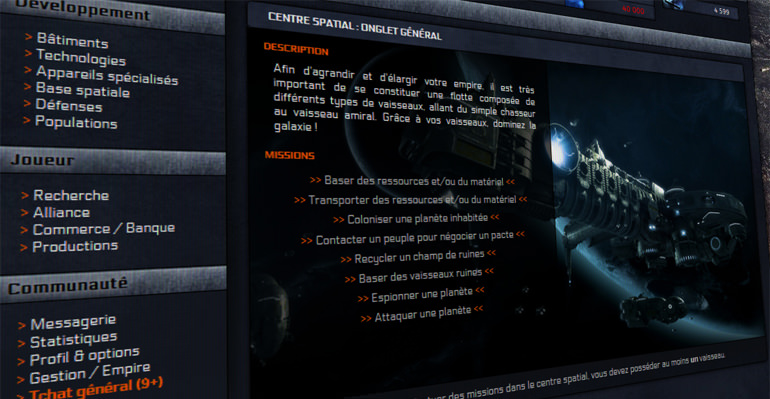 Développement
> Bâtiments
> Technologies
> Appareils spécialisés
> Base spatiale
> Défenses
> Populations
Joueur
> Recherche
> Alliance
> Commerce / Banque
> Productions
Communauté
> Messagerie
> Statistiques
> Profil & options
> Gestion / Empire
> Tchat général (9+)
40 000
4 599
CENTRE SPATIAL : ONGLET GÉNÉRAL
DESCRIPTION
Afin d'agrandir et d'élargir votre empire, il est très
important de se constituer une flotte composée de
différents types de vaisseaux, allant du simple chasseur
au vaisseau amiral. Grâce à vos vaisseaux, dominez la
galaxie !
MISSIONS
>> Baser des ressources et/ou du matériel <<
>> Transporter des ressources et/ou du matériel <<
>> Coloniser une planète inhabitée <<
>> Contacter un peuple pour négocier un pacte <<
>> Recycler un champ de ruines <<
>> Baser des vaisseaux ruines <<
>> Espionner une planète <<
>> Attaquer une planète <<
des missions dans le centre spatial, vous devez posséder au moins un vaisseau